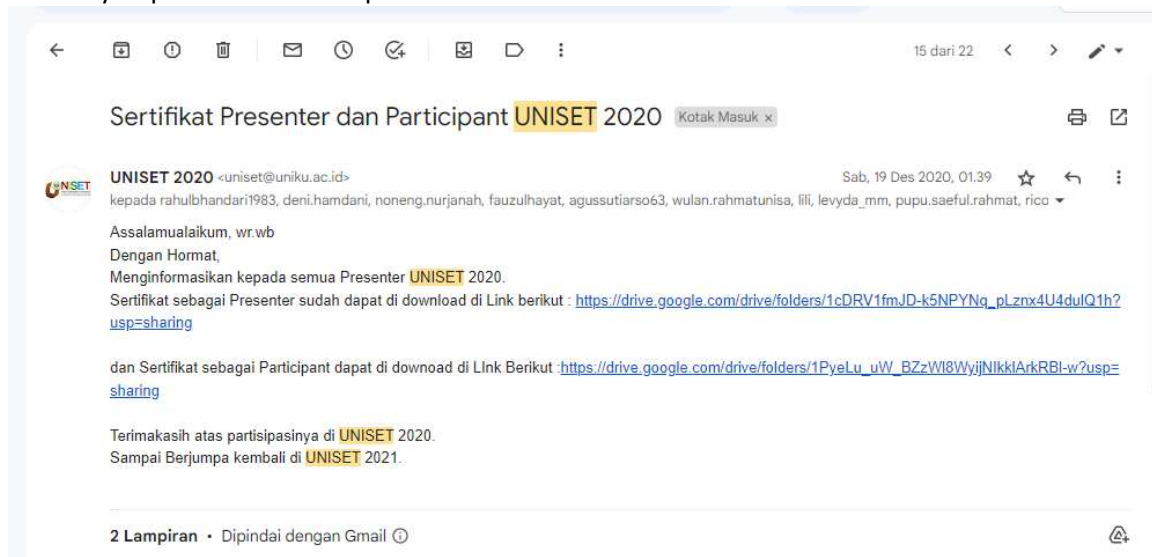 15 dari 22
Sertifikat Presenter dan Participant UNISET 2020 Kotak Masuk x
UNISET
UNISET 2020 <uniset@uniku.ac.id> Sab, 19 Des 2020, 01.39
kepada rahulbhandari1983, deni.hamdani, noneng.nurjanah, fauzulhayat, agussutiarso63, wulan.rahmatunisa, lili, levyda_mm, pupu.saeful.rahmat, rico
Assalamualaikum, wr.wb
Dengan Hormat,
Menginformasikan kepada semua Presenter UNISET 2020.
Sertifikat sebagai Presenter sudah dapat di download di Link berikut : https://drive.google.com/drive/folders/1cDRV1fmJD-k5NPYNq_pLznx4U4dulQ1h?
usp=sharing
dan Sertifikat sebagai Participant dapat di downoad di LInk Berikut :https://drive.google.com/drive/folders/1PyeLu_uW_BZzWI8WyijNIkklArkRBl-w?usp=
sharing
Terimakasih atas partisipasinya di UNISET 2020.
Sampai Berjumpa kembali di UNISET 2021.
2 Lampiran • Dipindai dengan Gmail